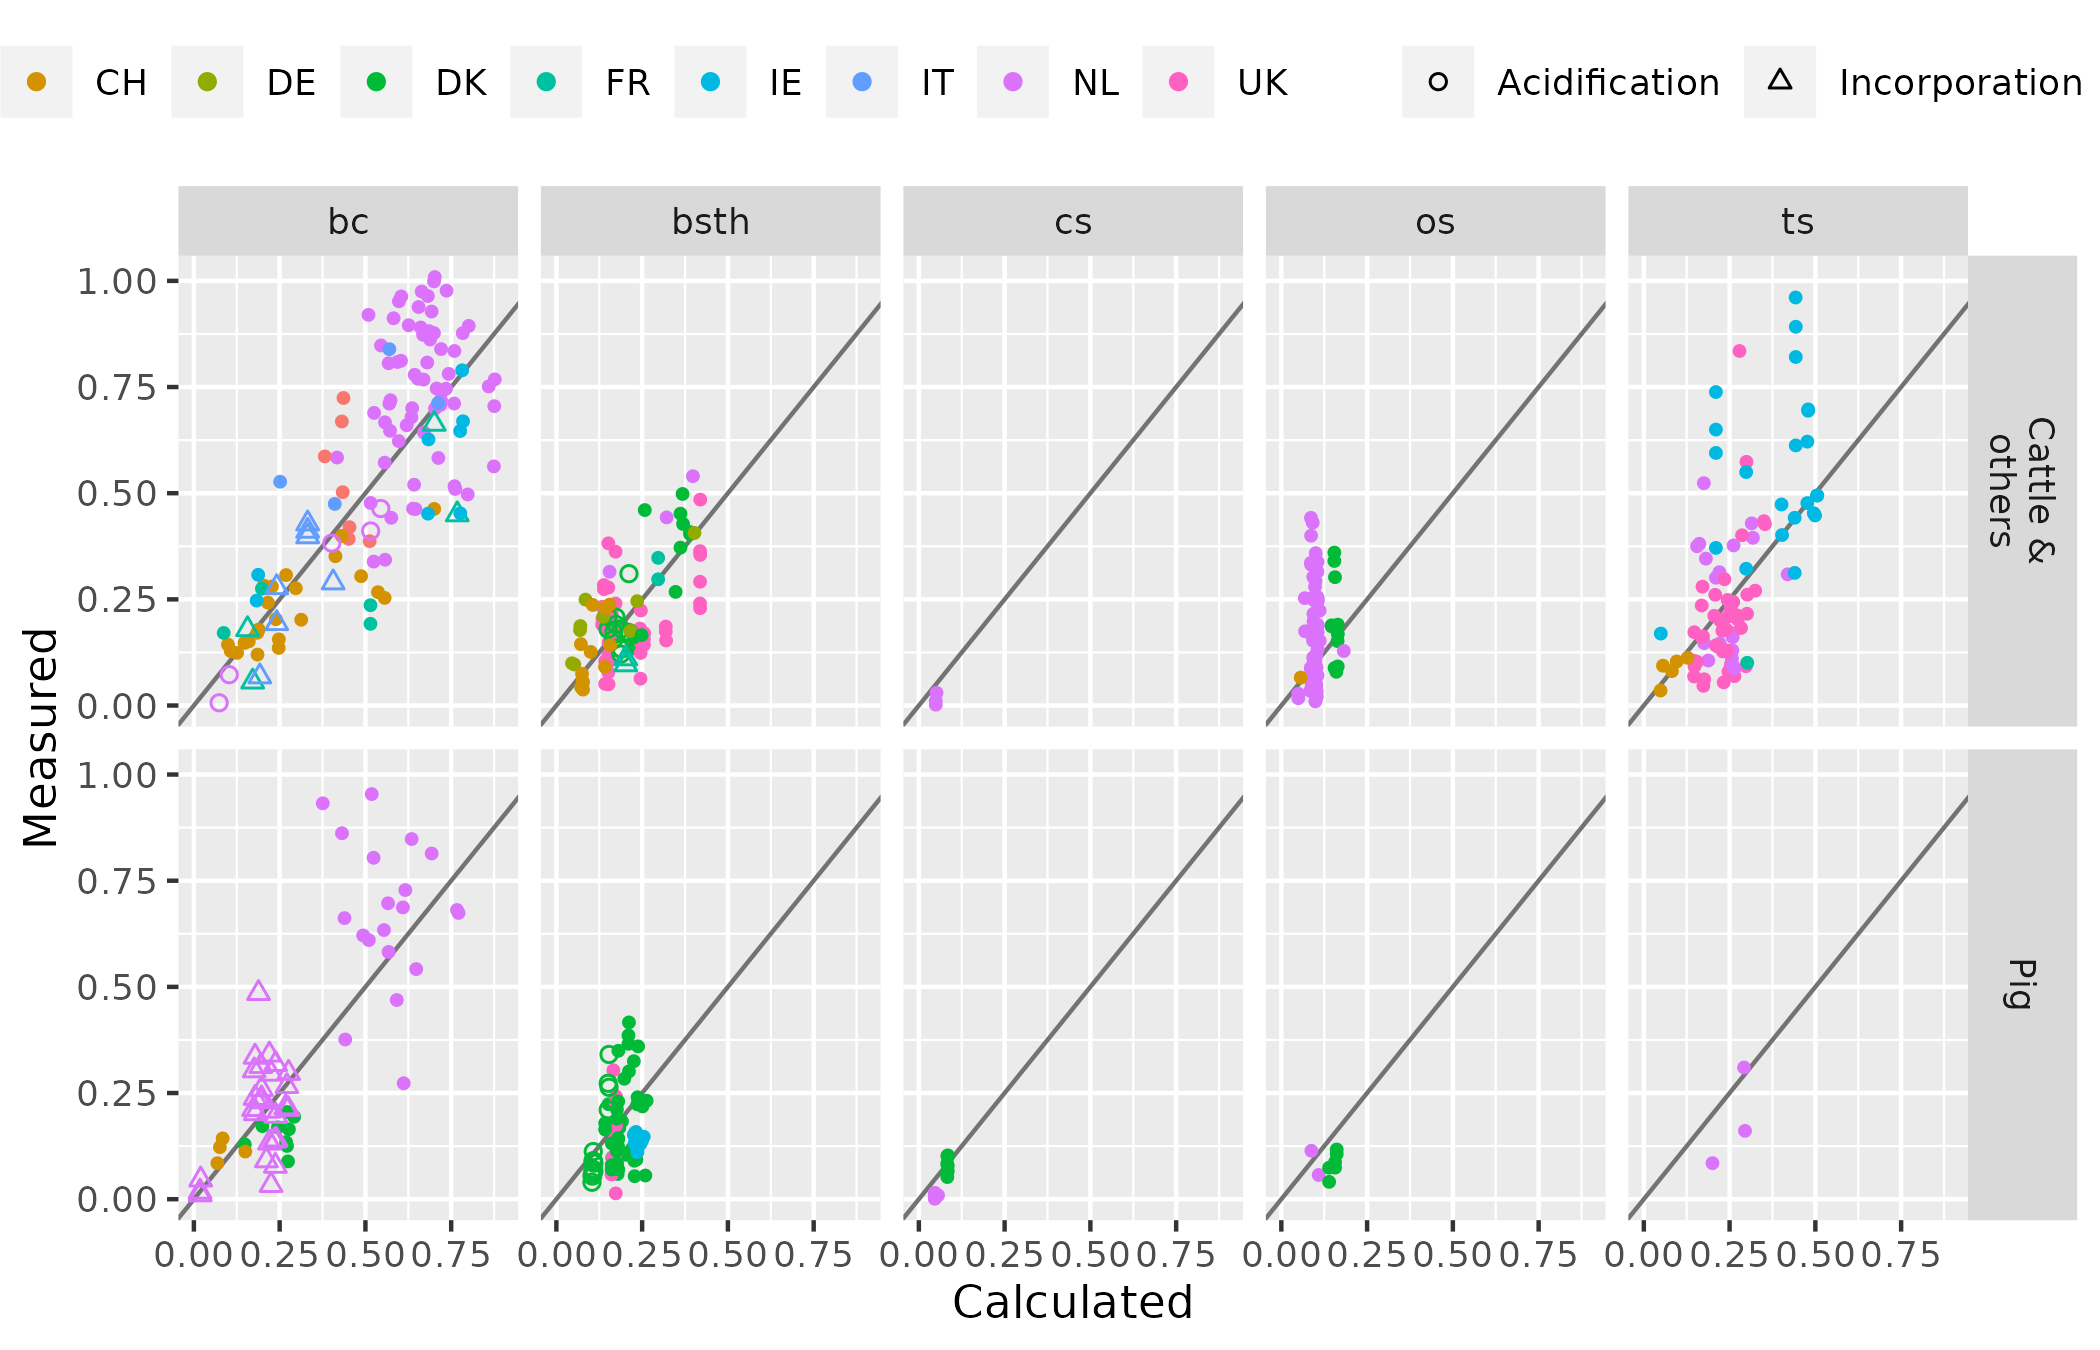 CH DE DK FR IE IT NL UK Acidification Incorporation
bc bsth cs os ts
1.00
0.75
0.50
0.25
0.00
Cattle &
others
1.00
0.75
0.50
0.25
0.00
Pig
Measured
0.00 0.25 0.50 0.75 0.00 0.25 0.50 0.75 0.00 0.25 0.50 0.75 0.00 0.25 0.50 0.75 0.00 0.25 0.50 0.75
Calculated